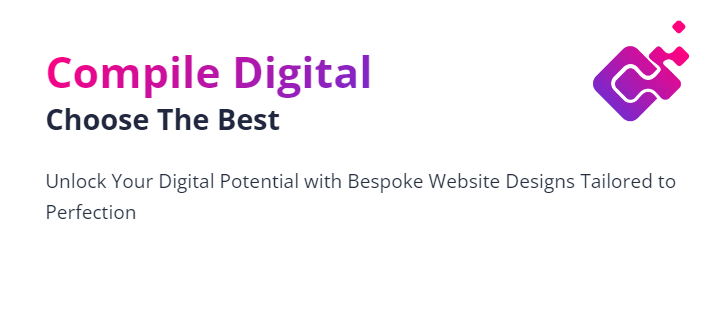 Compile Digital
Choose The Best
Unlock Your Digital Potential with Bespoke Website Designs Tailored to
Perfection